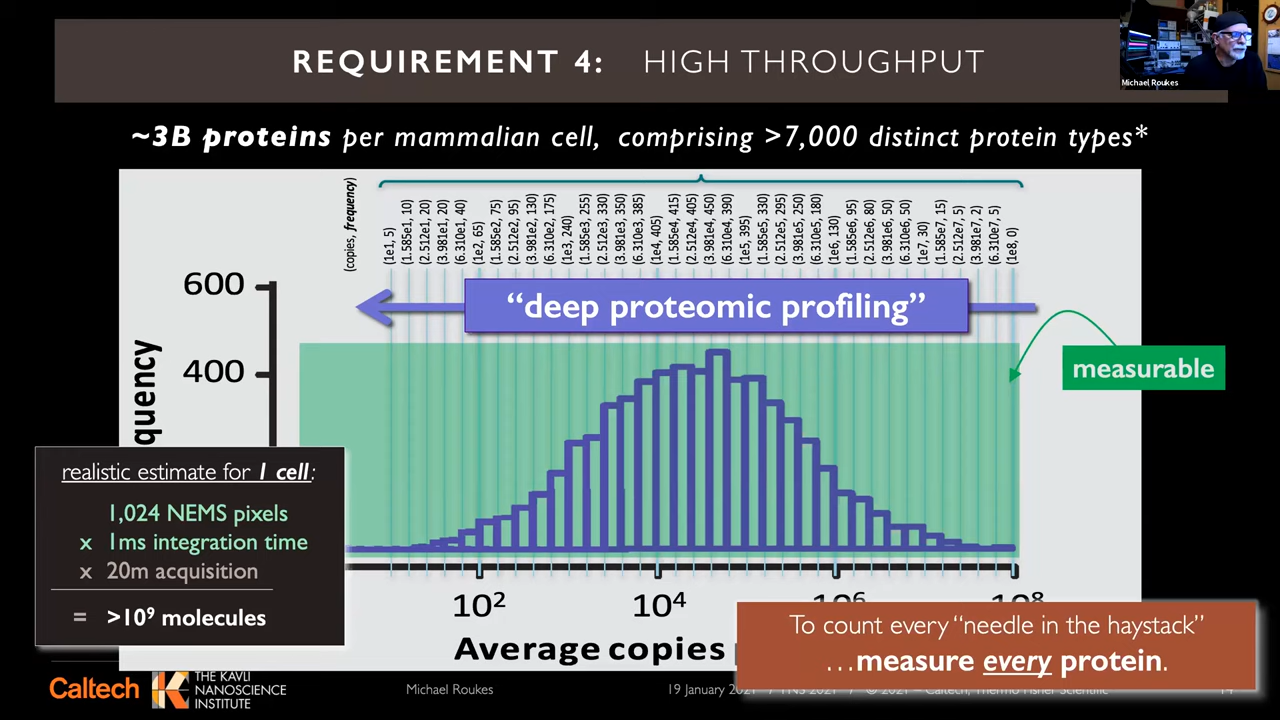 REQUIREMENT 4: HIGH THROUGHPUT
Michael Roukes
~3B proteins per mammalian cell, comprising >7,000 distinct protein types*
(copies, frequency)
(1e1, 5)
(1.585e1, 10)
(2.512e1, 20)
(3.981e1, 20)
(6.310e1, 40)
(1e2, 65)
(1.585e2, 75)
(2.512e2, 95)
(3.981e2, 130)
(6.310e2, 175)
(1e3, 240)
(1.585e3, 255)
(2.512e3, 330)
(3.981e3, 350)
(6.310e3, 385)
(1e4, 405)
(1.585e4, 415)
(2.512e4, 405)
(3.981e4, 450)
(6.310e4, 390)
(1e5, 395)
(1.585e5, 330)
(2.512e5, 295)
(3.981e5, 250)
(6.310e5, 180)
(1e6, 130)
(1.585e6, 95)
(2.512e6, 80)
(3.981e6, 50)
(6.310e6, 50)
(1e7, 30)
(1.585e7, 15)
(2.512e7, 5)
(3.981e7, 2)
(6.310e7, 5)
(1e8, 0)
600
400
quency
“deep proteomic profiling”
measurable
realistic estimate for 1 cell:
1,024 NEMS pixels
x 1ms integration time
x 20m acquisition
= >10⁹ molecules
10² 10⁴ 10⁶ 10⁸
Average copies
To count every “needle in the haystack”
…measure every protein.
Caltech
THE KAVLI
NANOSCIENCE
INSTITUTE
Michael Roukes
19 January 2021 / TNS 2021 / © 2021 – Caltech, Thermo Fisher Scientific
14